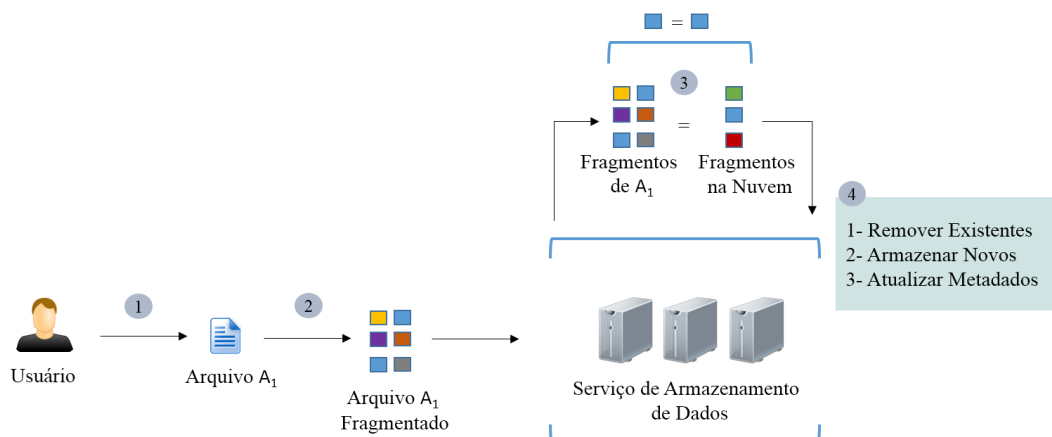 =
3
=
Fragmentos
de A1
Fragmentos
na Nuvem
4
1- Remover Existentes
2- Armazenar Novos
3- Atualizar Metadados
1
2
Usuário
Arquivo A1
Arquivo A1
Fragmentado
Serviço de Armazenamento
de Dados